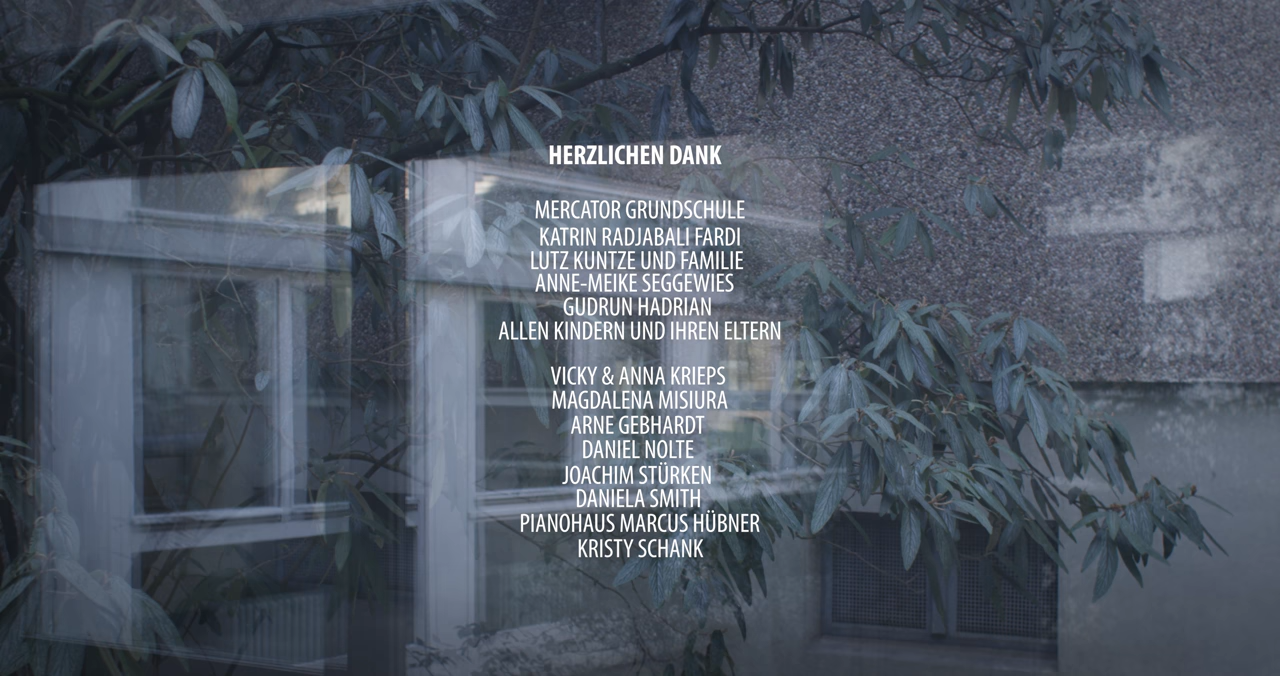 HERZLICHEN DANK
MERCATOR GRUNDSCHULE
KATRIN RADJABALI FARDI
LUTZ KUNTZE UND FAMILIE
ANNE-MEIKE SEGGEWIES
GUDRUN HADRIAN
ALLEN KINDERN UND IHREN ELTERN
VICKY & ANNA KRIEPS
MAGDALENA MISIURA
ARNE GEBHARDT
DANIEL NOLTE
JOACHIM STÜRKEN
DANIELA SMITH
PIANOHAUS MARCUS HÜBNER
KRISTY SCHANK